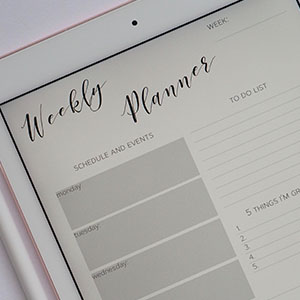 WEEK:
Weekly Planner
SCHEDULE AND EVENTS
monday
tuesday
wednesday
TO DO LIST
5 THINGS I'M GR
1.
2.
3.
4.
5.